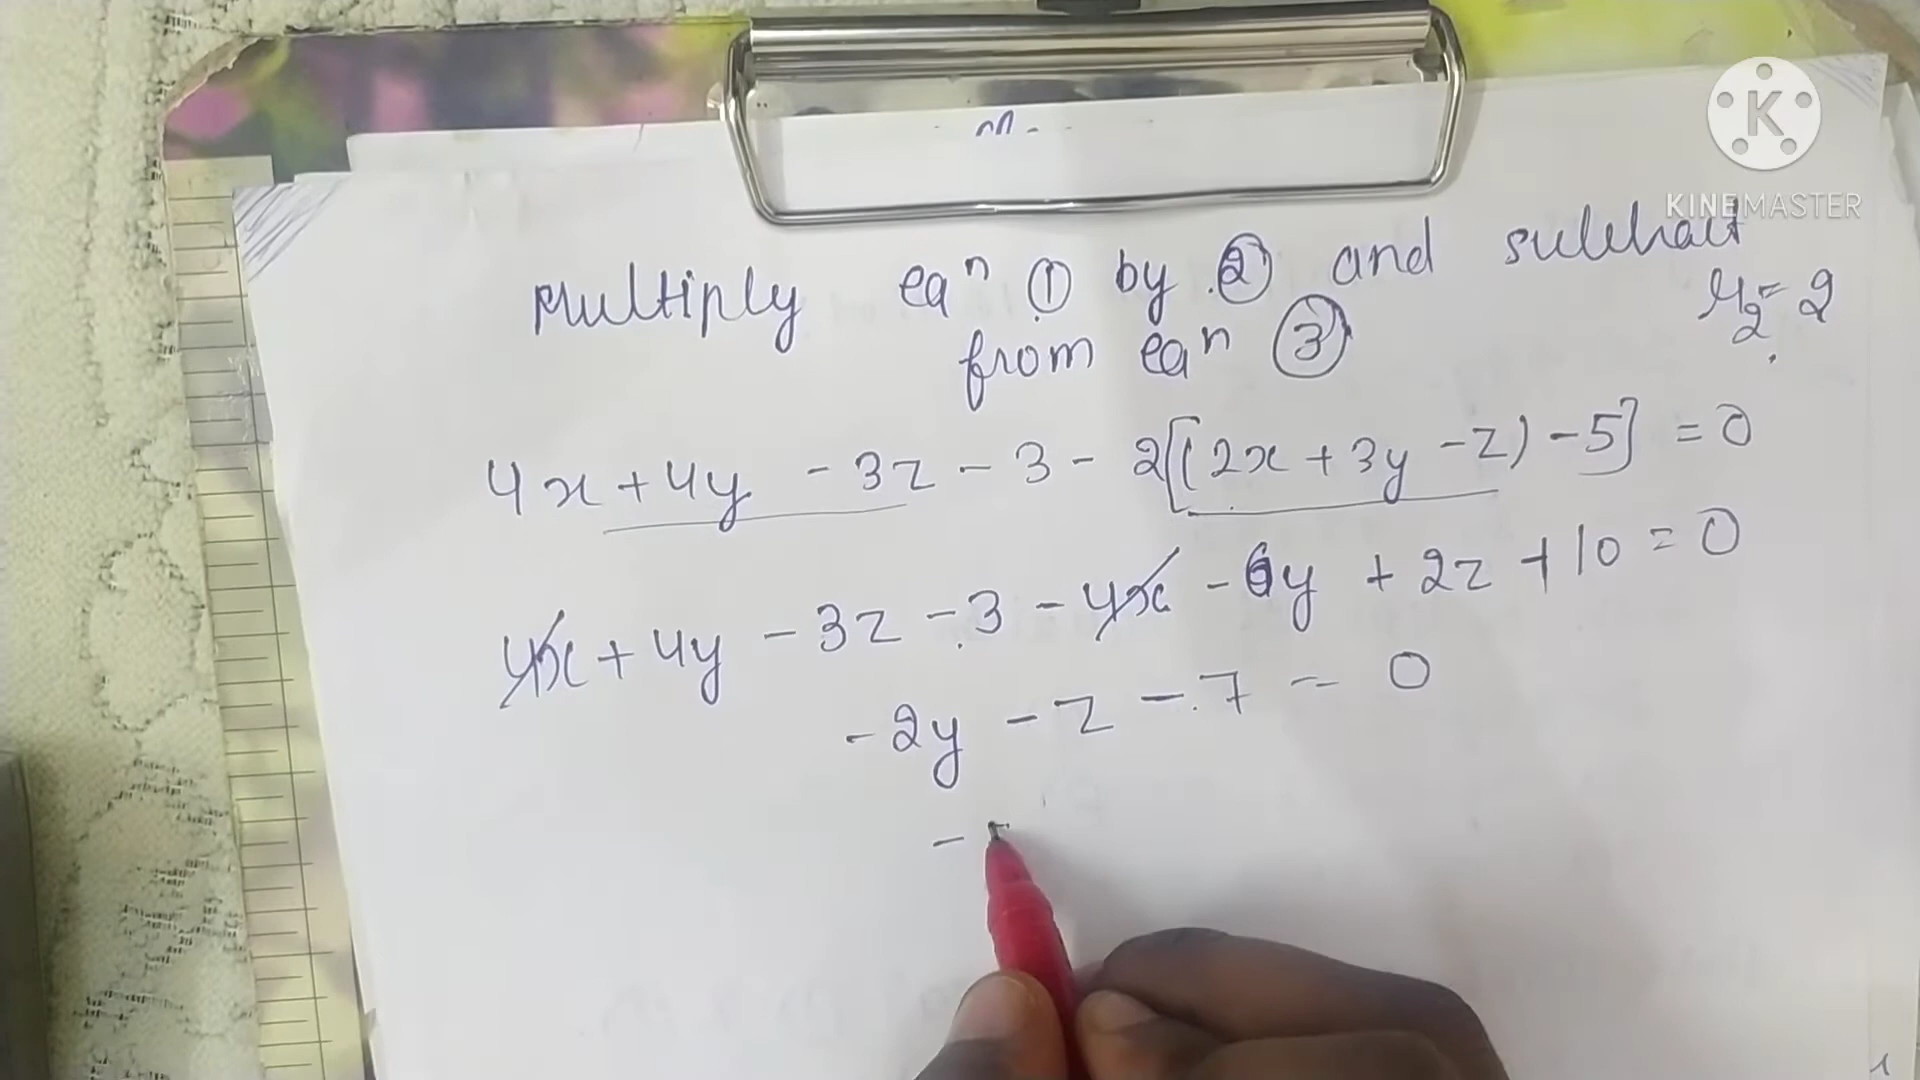 K
KINEMASTER
Multiply eqⁿ ① by ② and subtract
μ₂ = 2
from eqⁿ ③
4x + 4y - 3z - 3 - 2[(2x + 3y - z) - 5] = 0
4x + 4y - 3z - 3 - 4x - 6y + 2z + 10 = 0
- 2y - z - 7 = 0
-